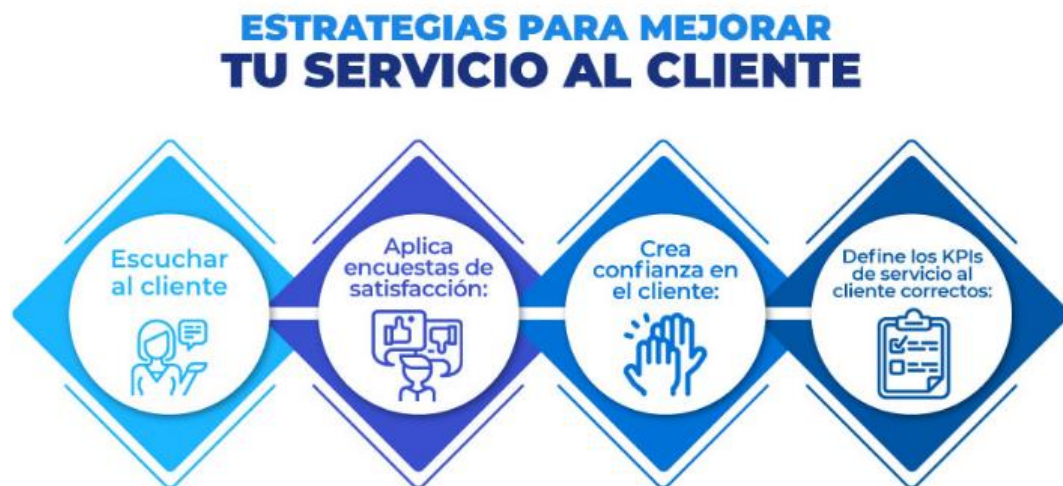 ESTRATEGIAS PARA MEJORAR
TU SERVICIO AL CLIENTE
Escuchar
al cliente
Aplica
encuestas de
satisfacción:
Crea
confianza en
el cliente:
Define los KPIs
de servicio al
cliente correctos: